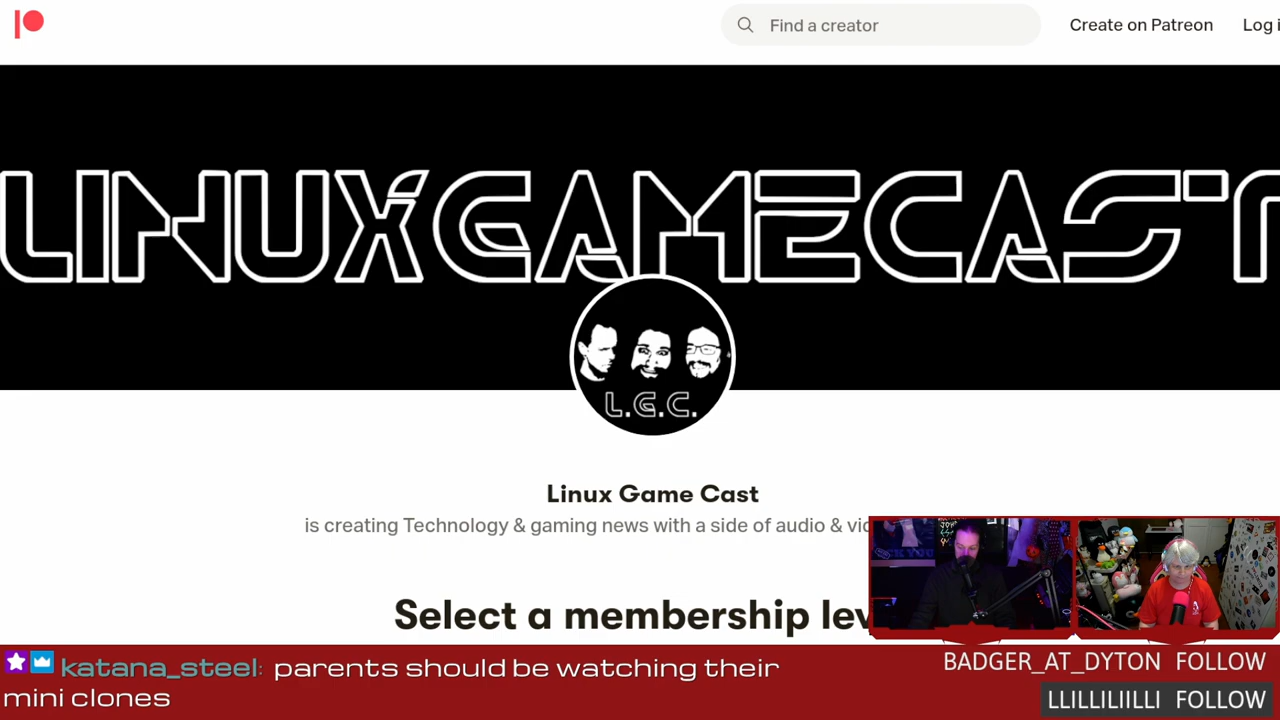 Find a creator
Create on Patreon
Log i
LINUXGAMECAST
L.G.C.
Linux Game Cast
is creating Technology & gaming news with a side of audio & vid
Select a membership lev
katana_steel: parents should be watching their
mini clones
BADGER_AT_DYTON FOLLOW
LLILLILIILLI FOLLOW